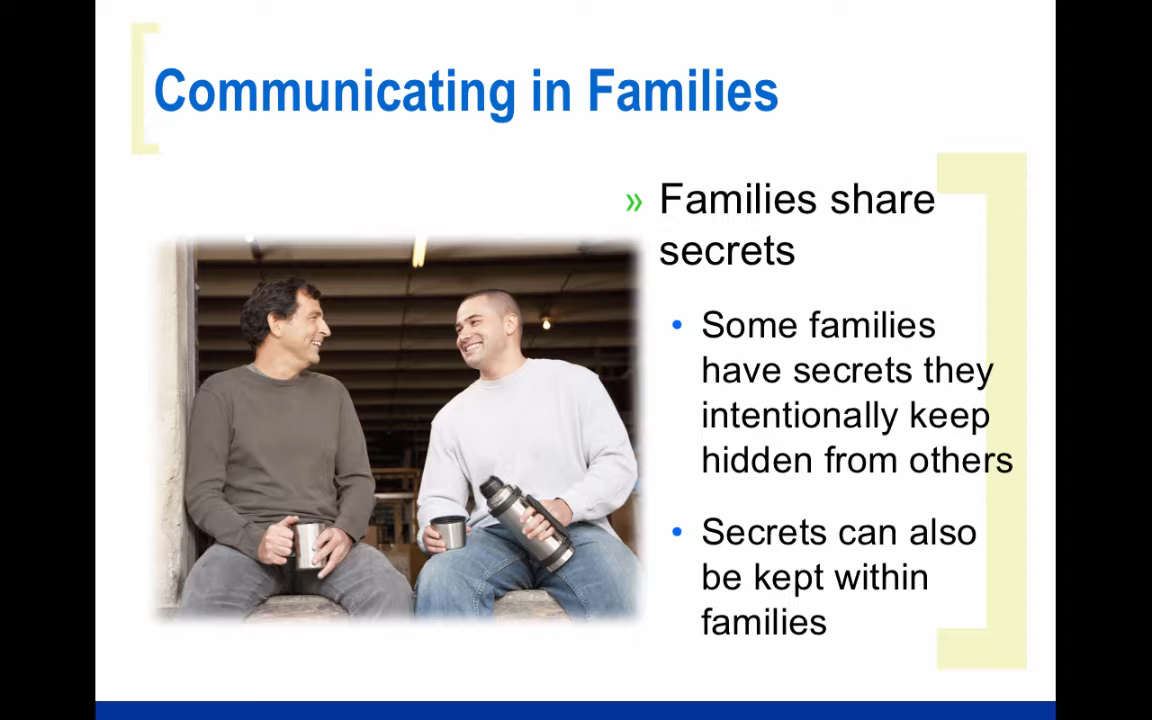 Communicating in Families
» Families share
secrets
• Some families
have secrets they
intentionally keep
hidden from others
• Secrets can also
be kept within
families